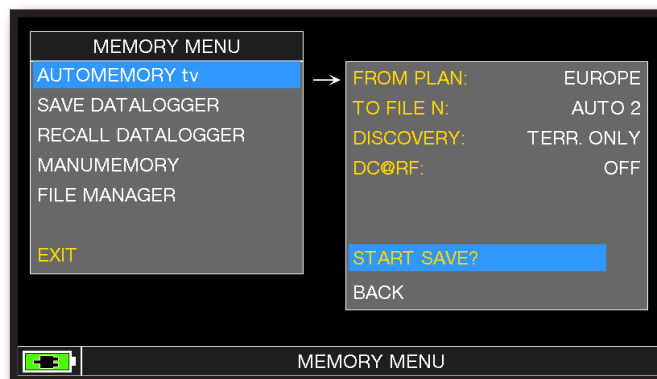 MEMORY MENU
AUTOMEMORY tv
SAVE DATALOGGER
RECALL DATALOGGER
MANUMEMORY
FILE MANAGER
EXIT
FROM PLAN: EUROPE
TO FILE N: AUTO 2
DISCOVERY: TERR. ONLY
DC@RF: OFF
START SAVE?
BACK
MEMORY MENU